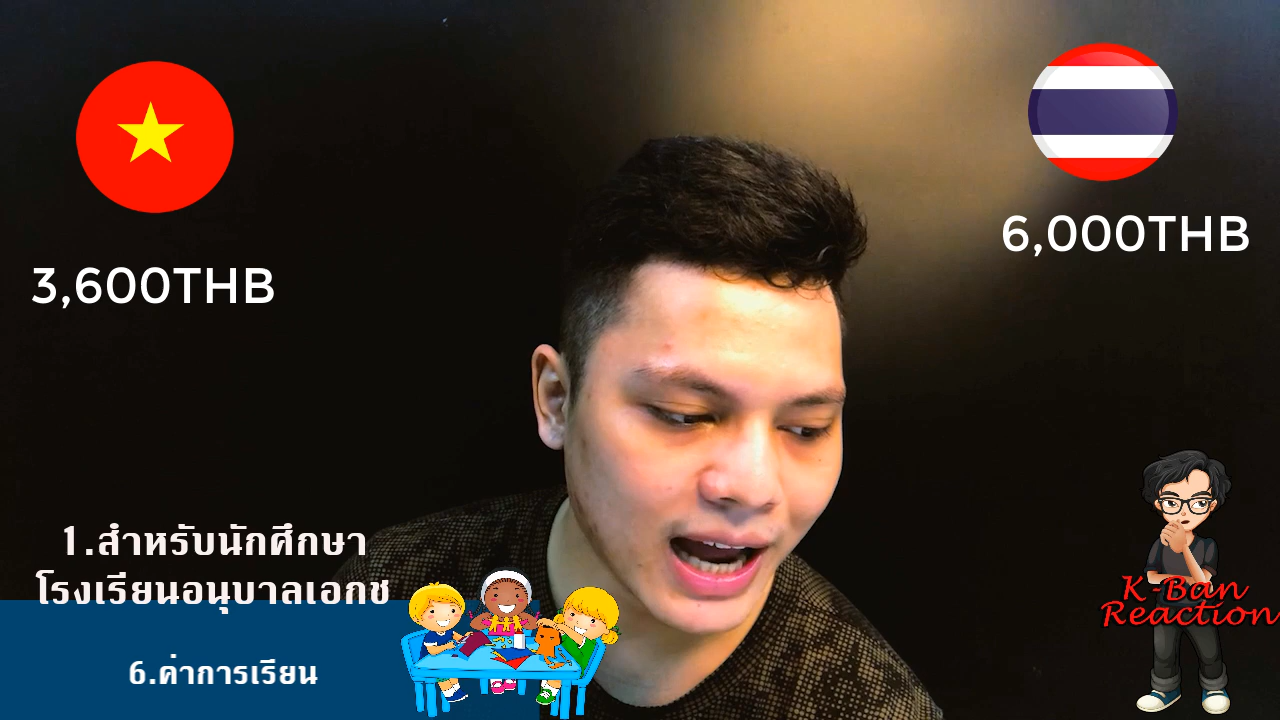 3,600THB
6,000THB
1.สำหรับนักศึกษา
โรงเรียนอนุบาลเอกช
6.ค่าการเรียน
K-Ban
Reaction